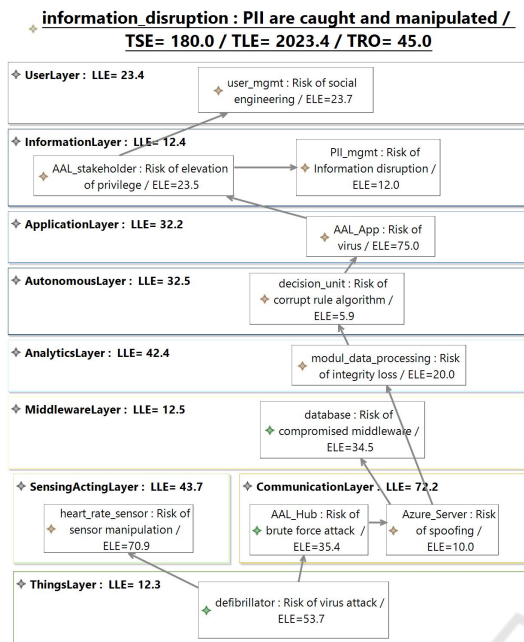 information_disruption : PII are caught and manipulated /
TSE= 180.0 / TLE= 2023.4 / TRO= 45.0
UserLayer : LLE= 23.4
user_mgmt : Risk of social
engineering / ELE=23.7
InformationLayer : LLE= 12.4
AAL_stakeholder : Risk of elevation
of privilege / ELE=23.5
PII_mgmt : Risk of
Information disruption /
ELE=12.0
ApplicationLayer : LLE= 32.2
AAL_App : Risk of
virus / ELE=75.0
AutonomousLayer : LLE= 32.5
decision_unit : Risk of
corrupt rule algorithm /
ELE=5.9
AnalyticsLayer : LLE= 42.4
modul_data_processing : Risk
of integrity loss / ELE=20.0
MiddlewareLayer : LLE= 12.5
database : Risk of
compromised middleware /
ELE=34.5
SensingActingLayer : LLE= 43.7
heart_rate_sensor : Risk of
sensor manipulation /
ELE=70.9
CommunicationLayer : LLE= 72.2
AAL_Hub : Risk of
brute force attack /
ELE=35.4
Azure_Server : Risk
of spoofing /
ELE=10.0
ThingsLayer : LLE= 12.3
defibrillator : Risk of virus attack /
ELE=53.7